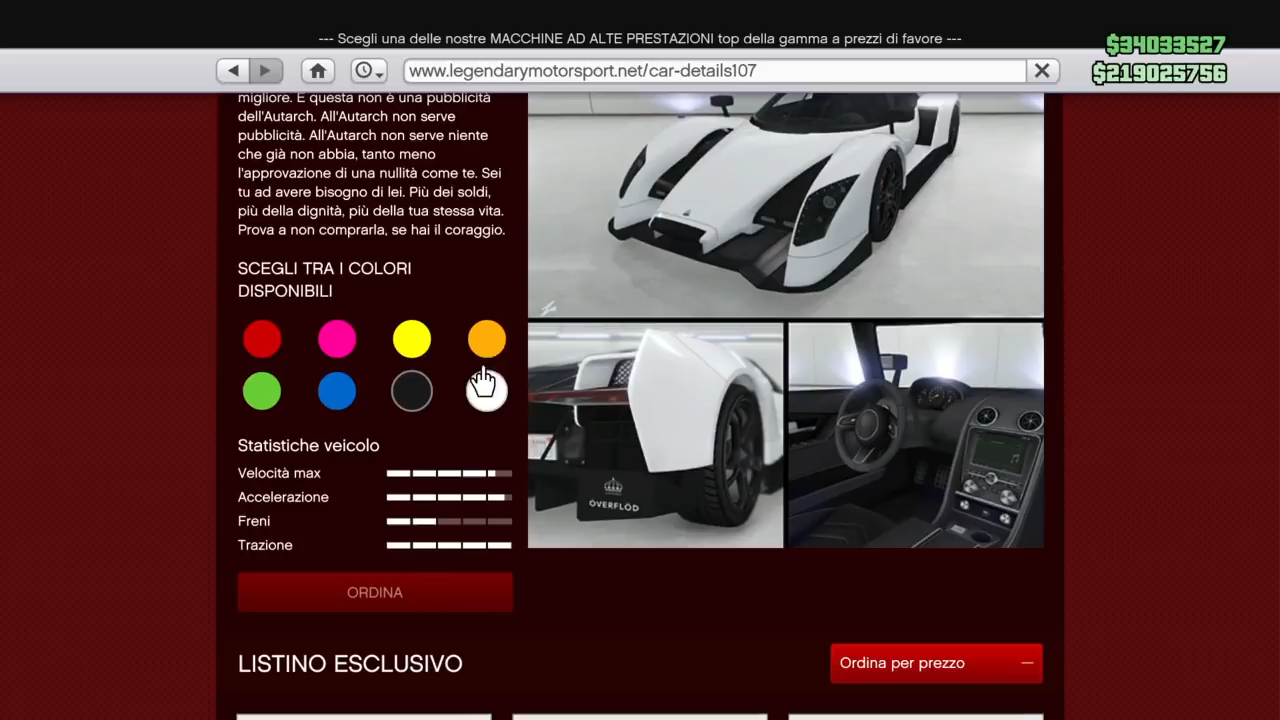 --- Scegli una delle nostre MACCHINE AD ALTE PRESTAZIONI top della gamma a prezzi di favore ---
$34033527
$219025756
www.legendarymotorsport.net/car-details107
migliore. E questa non è una pubblicità
dell'Autarch. All'Autarch non serve
pubblicità. All'Autarch non serve niente
che già non abbia, tanto meno
l'approvazione di una nullità come te. Sei
tu ad avere bisogno di lei. Più dei soldi,
più della dignità, più della tua stessa vita.
Prova a non comprarla, se hai il coraggio.
SCEGLI TRA I COLORI
DISPONIBILI
Statistiche veicolo
Velocità max
Accelerazione
Freni
Trazione
ÖVERFLÖD
ORDINA
LISTINO ESCLUSIVO
Ordina per prezzo